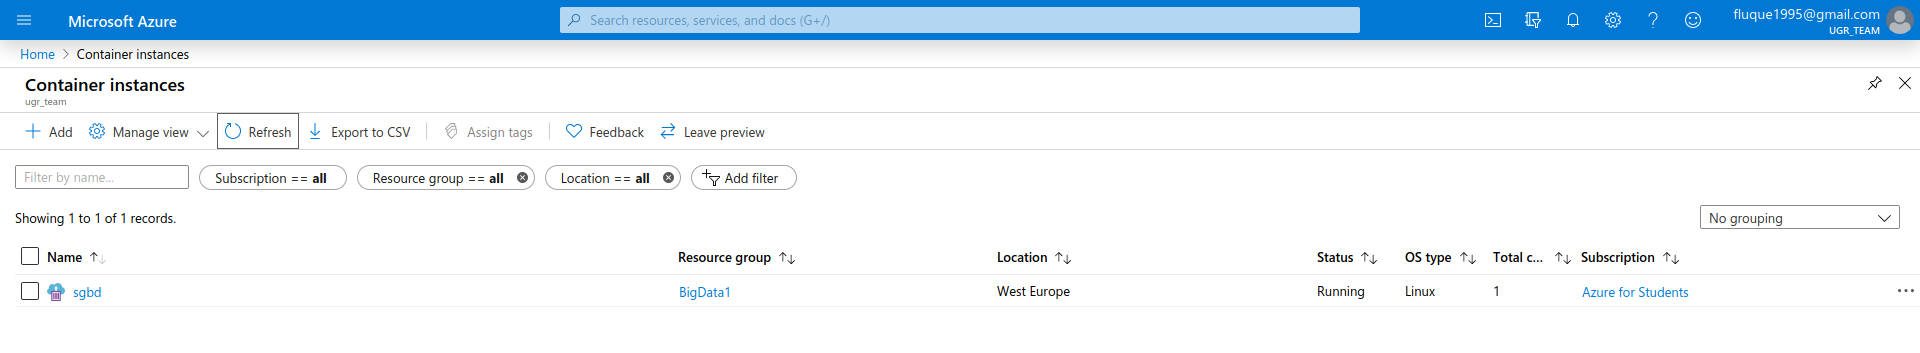 Microsoft Azure
Search resources, services, and docs (G+/)
fluque1995@gmail.com
UGR_TEAM
Home > Container instances
Container instances
ugr_team
Add Manage view Refresh Export to CSV Assign tags Feedback Leave preview
Filter by name... Subscription == all Resource group == all Location == all Add filter
Showing 1 to 1 of 1 records. No grouping
Name Resource group Location Status OS type Total c... Subscription
sgbd BigData1 West Europe Running Linux 1 Azure for Students